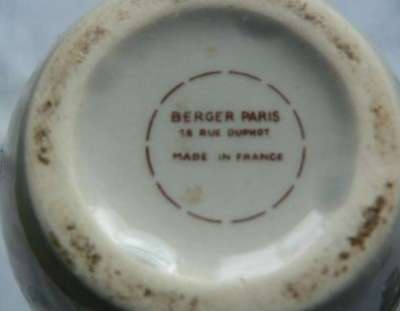 BERGER PARIS
18 RUE DUPHOT
MADE IN FRANCE